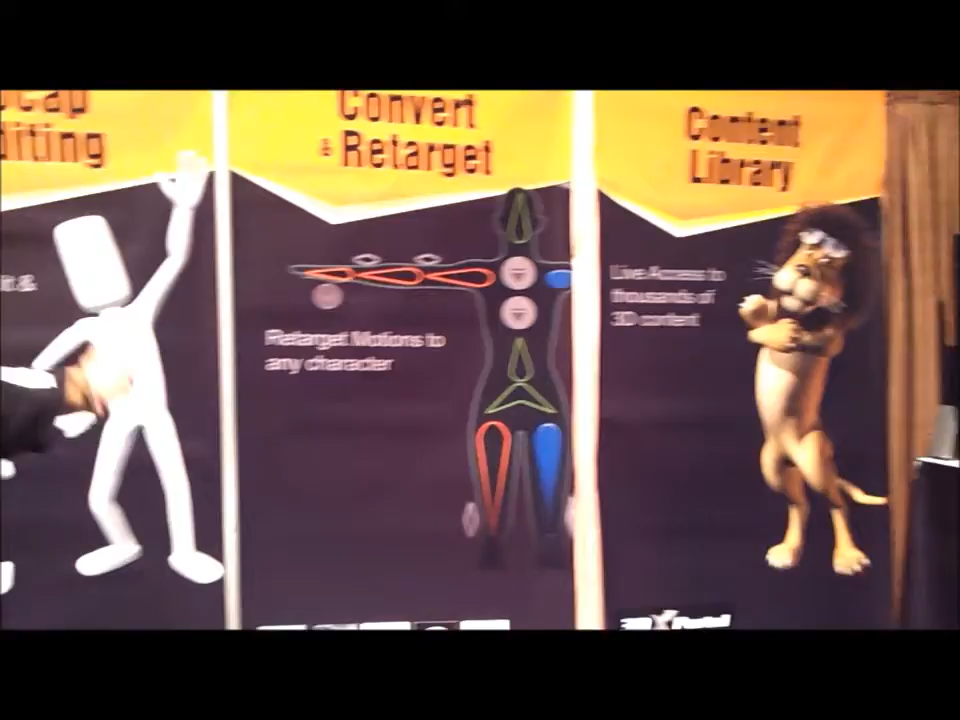 Convert
& Retarget
Retarget Motions to
any character
Content
Library
Live Access to
thousands of
3D content